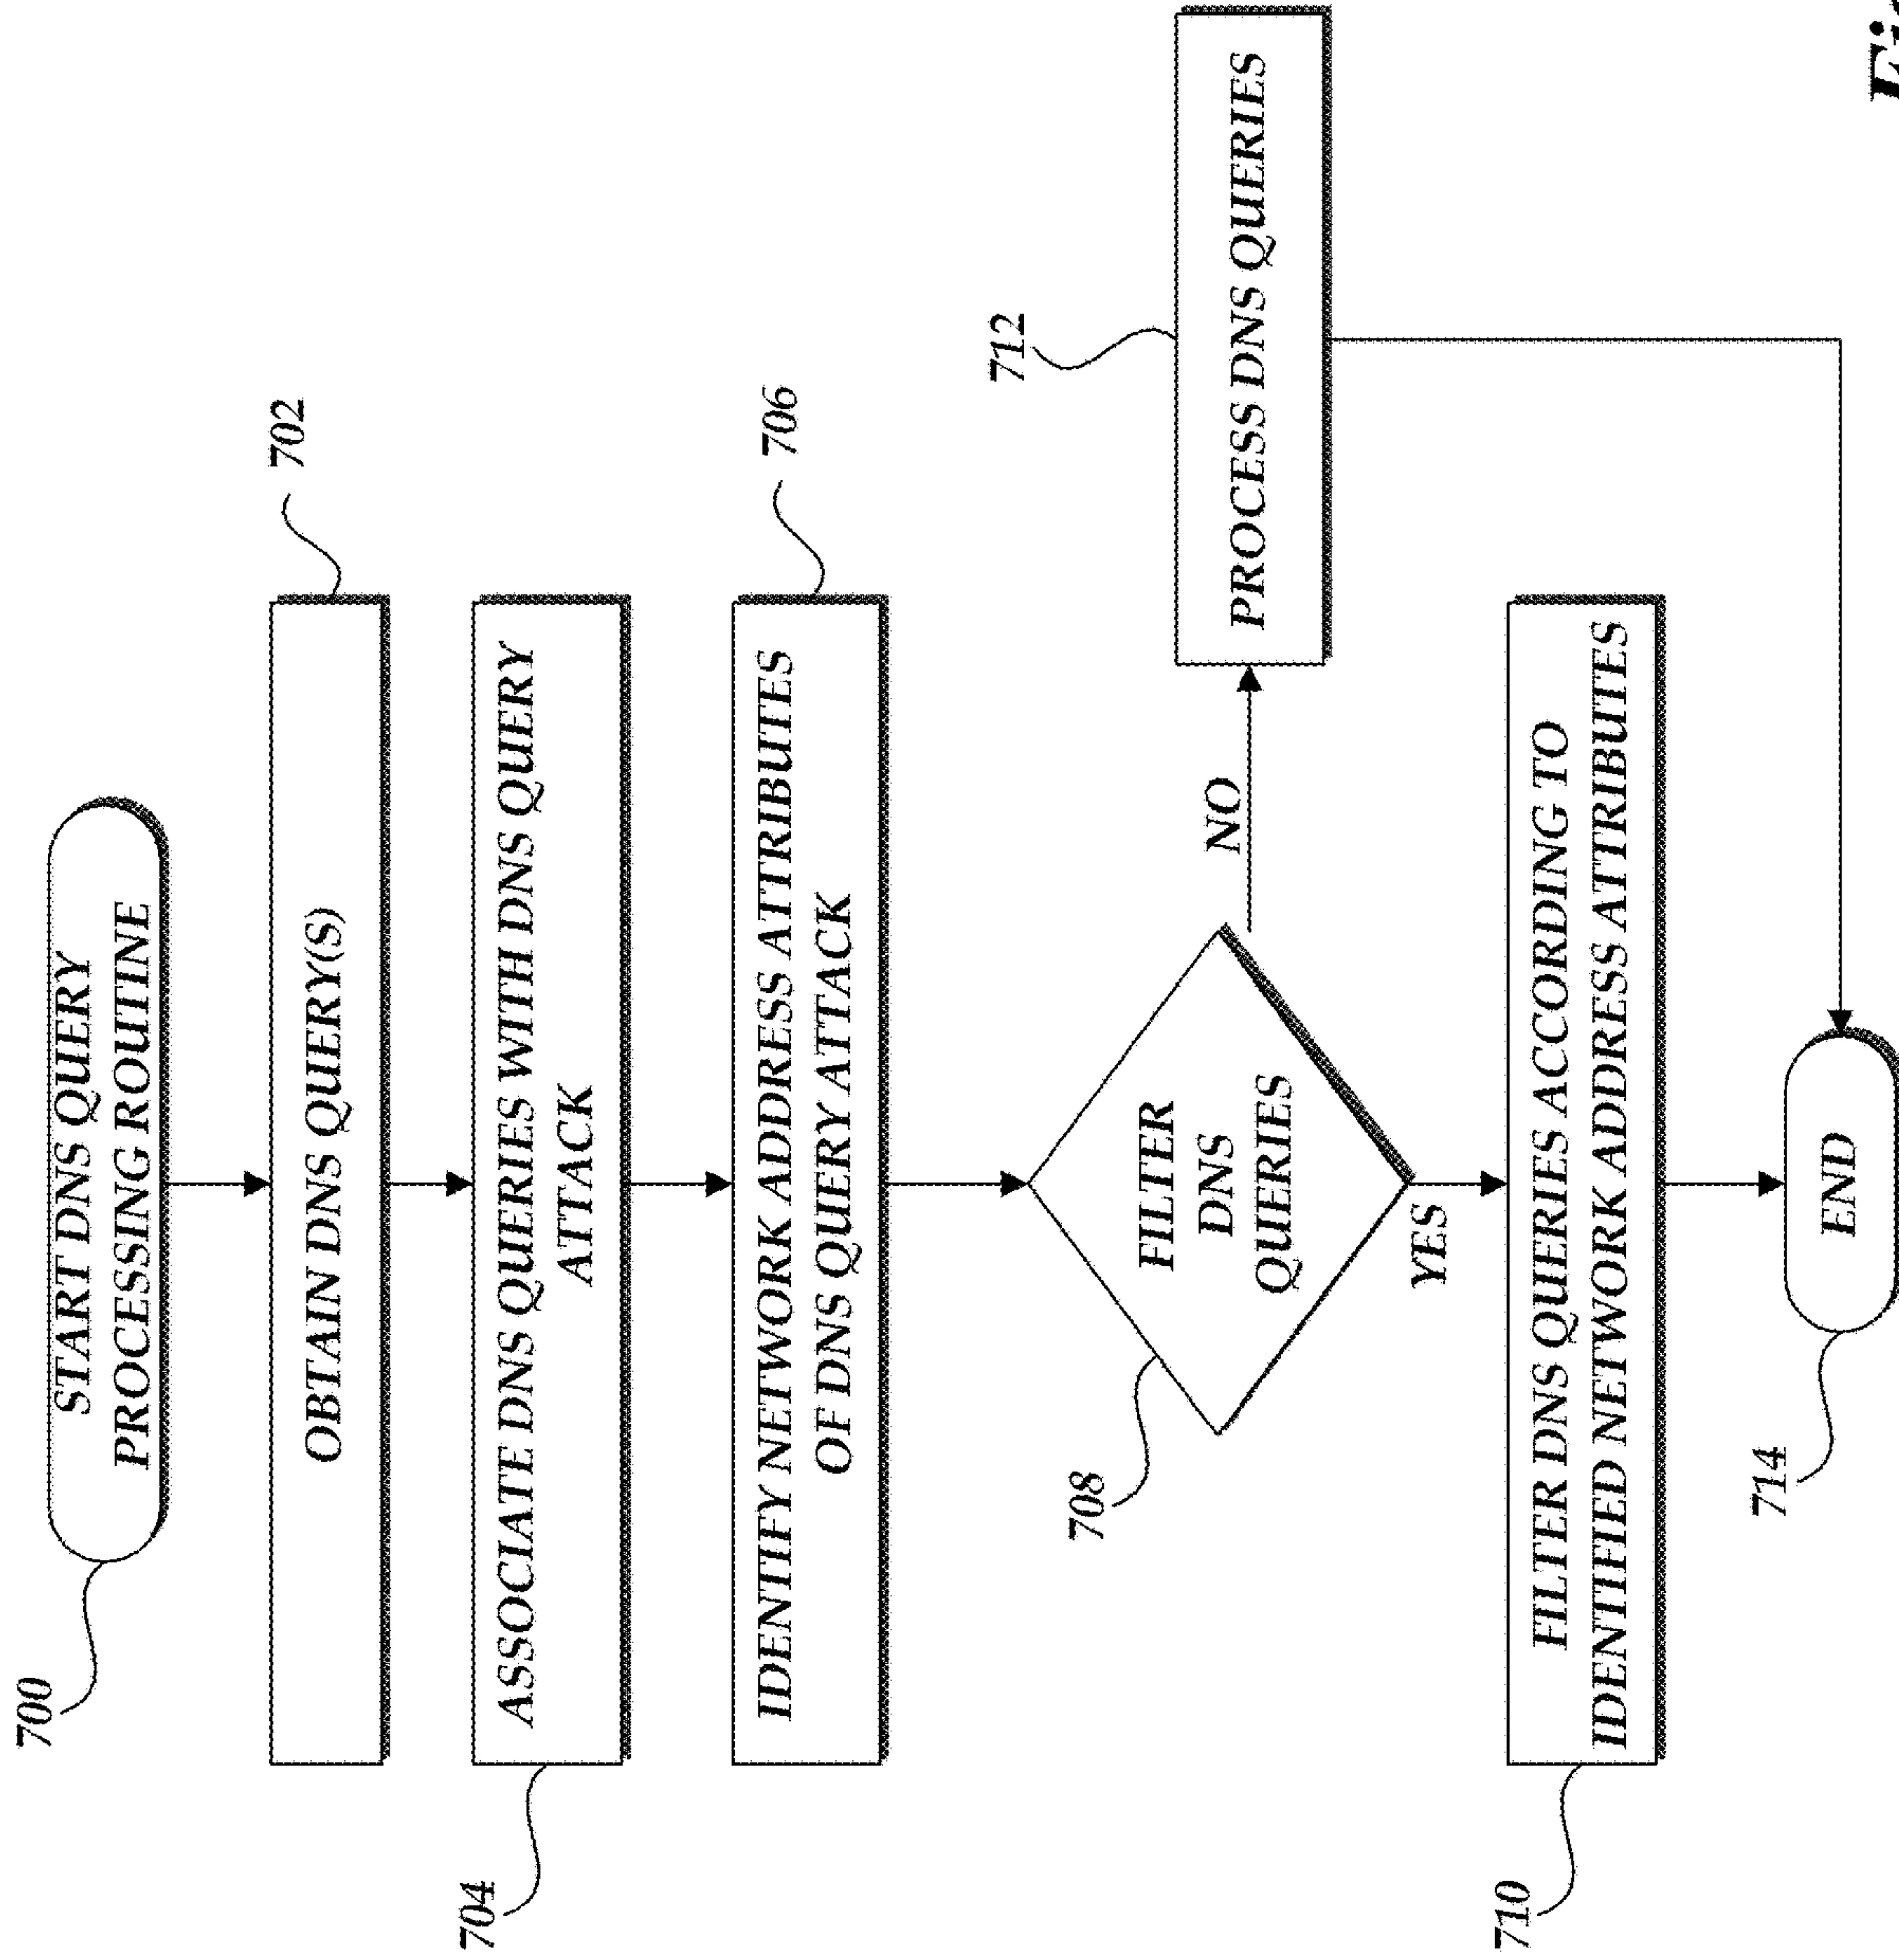 700
START DNS QUERY
PROCESSING ROUTINE
OBTAIN DNS QUERY(S)
702
ASSOCIATE DNS QUERIES WITH DNS QUERY
ATTACK
704
IDENTIFY NETWORK ADDRESS ATTRIBUTES
OF DNS QUERY ATTACK
706
FILTER
DNS
QUERIES
708
NO
712
PROCESS DNS QUERIES
YES
FILTER DNS QUERIES ACCORDING TO
IDENTIFIED NETWORK ADDRESS ATTRIBUTES
710
END
714